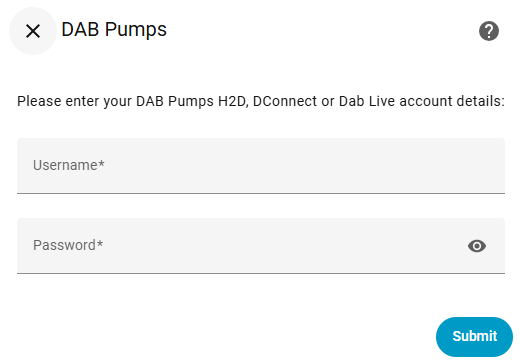 DAB Pumps
Please enter your DAB Pumps H2D, DConnect or Dab Live account details:
Username*
Password*
Submit